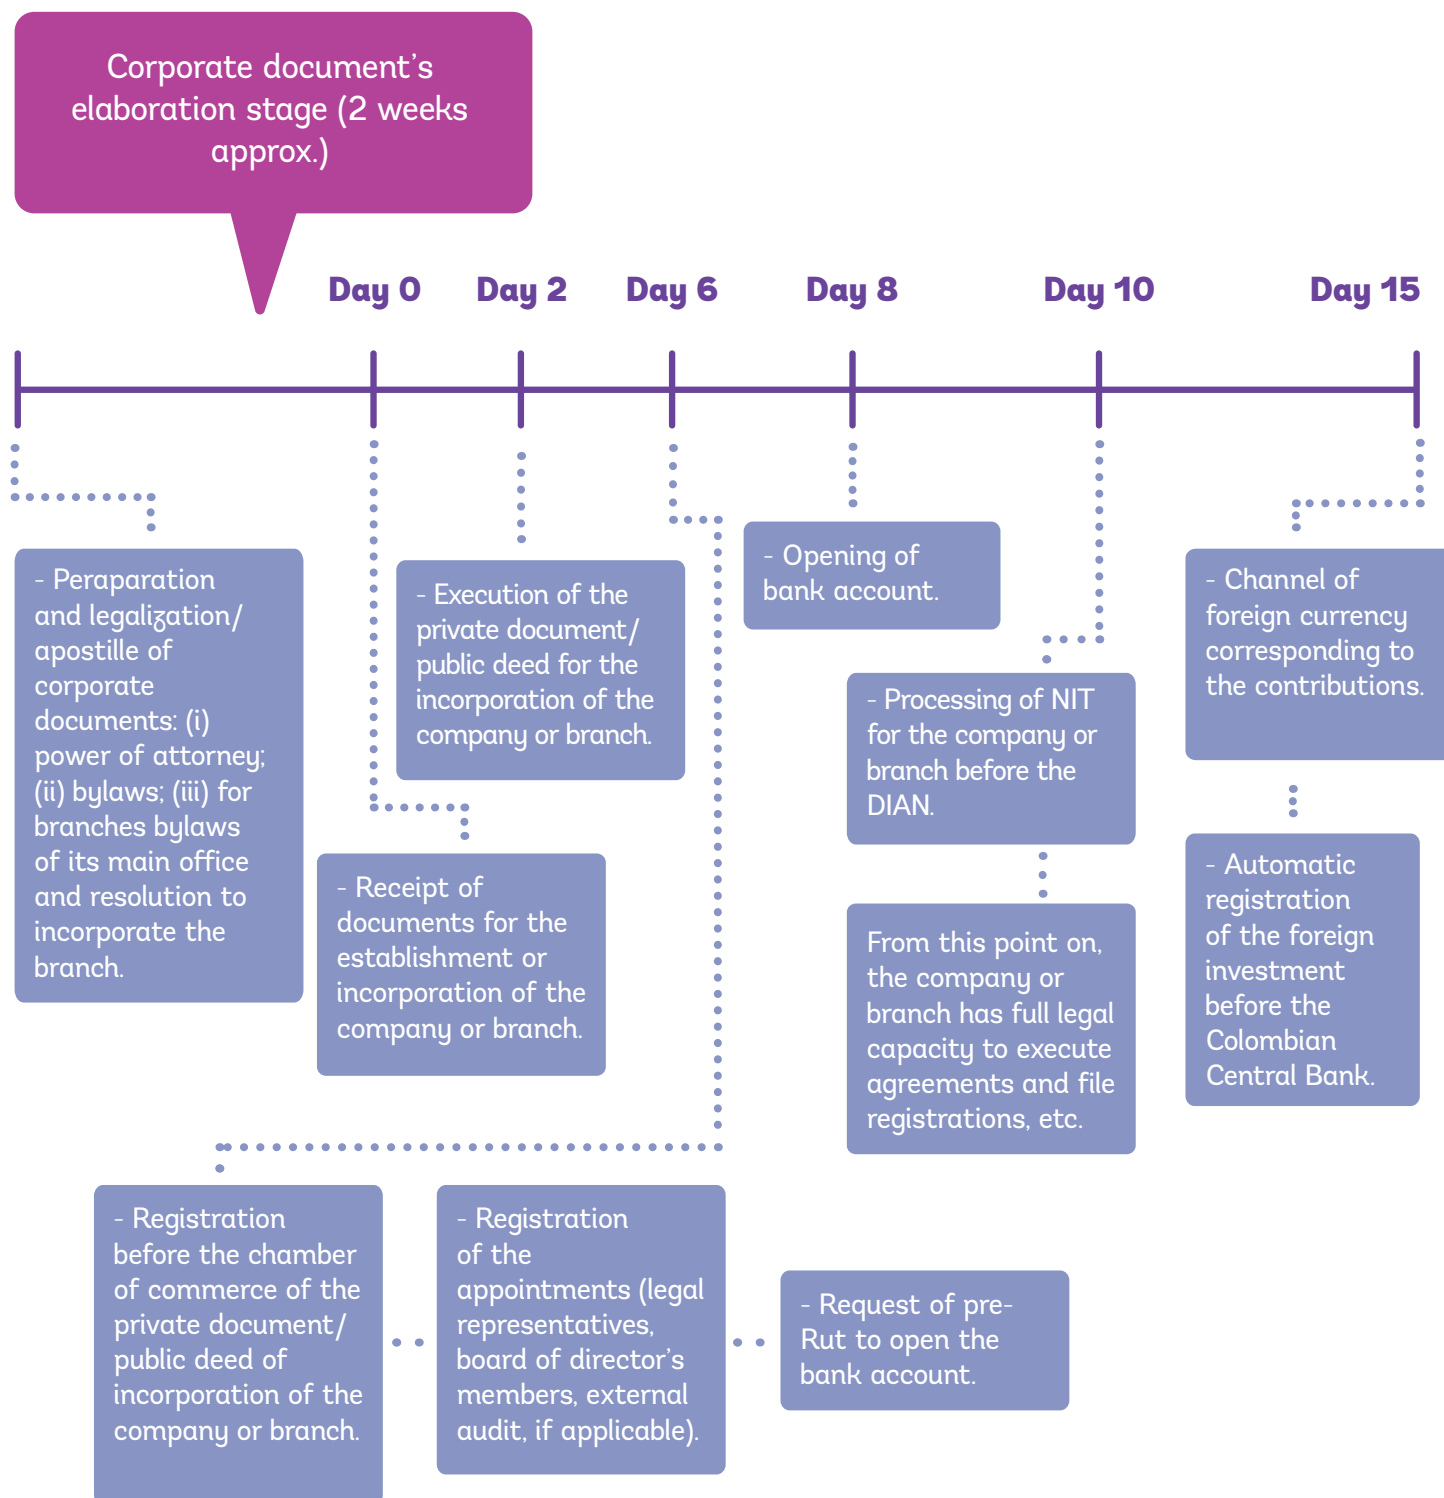 Corporate document’s
elaboration stage (2 weeks
approx.)
Day 0
Day 2
Day 6
Day 8
Day 10
Day 15
- Peraparation
and legalization/
apostille of
corporate
documents: (i)
power of attorney;
(ii) bylaws; (iii) for
branches bylaws
of its main office
and resolution to
incorporate the
branch.
- Receipt of
documents for the
establishment or
incorporation of the
company or branch.
- Execution of the
private document/
public deed for the
incorporation of the
company or branch.
- Registration
before the chamber
of commerce of the
private document/
public deed of
incorporation of the
company or branch.
- Registration
of the
appointments (legal
representatives,
board of director’s
members, external
audit, if applicable).
- Request of pre-
Rut to open the
bank account.
- Opening of
bank account.
- Processing of NIT
for the company or
branch before the
DIAN.
From this point on,
the company or
branch has full legal
capacity to execute
agreements and file
registrations, etc.
- Channel of
foreign currency
corresponding to
the contributions.
- Automatic
registration
of the foreign
investment
before the
Colombian
Central Bank.